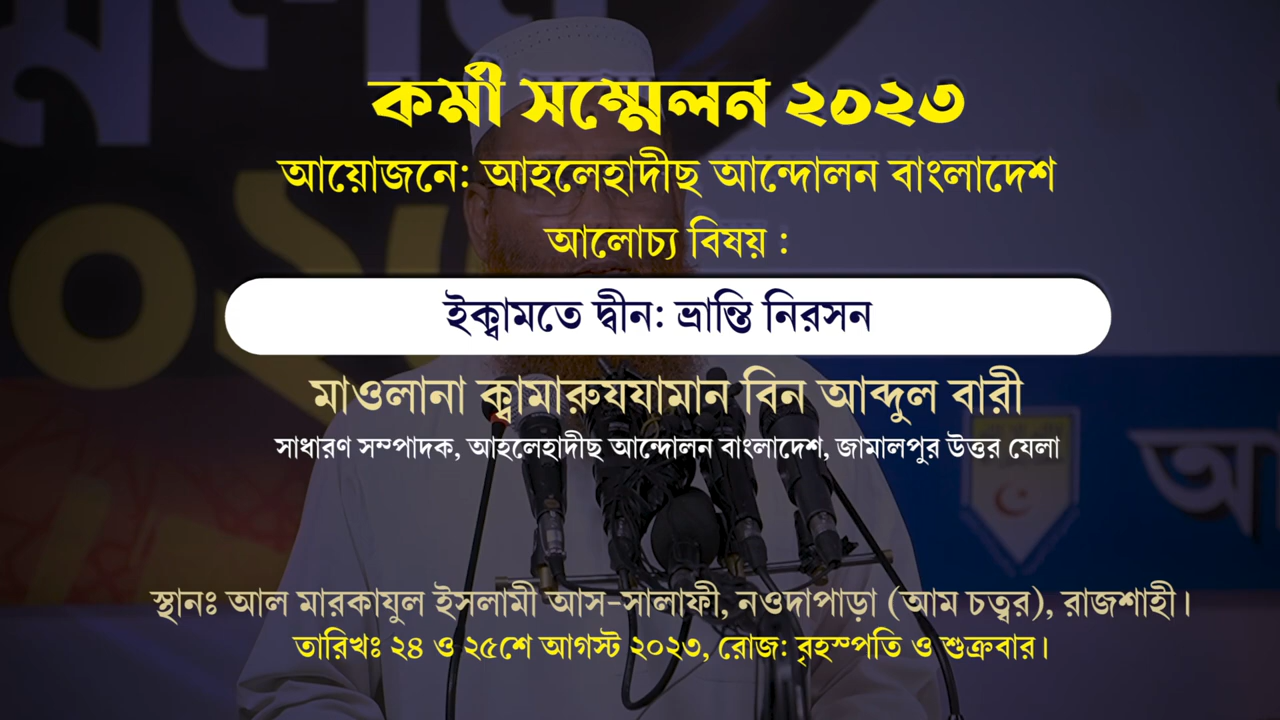 কর্মী সম্মেলন ২০২৩
আয়োজনে: আহলেহাদীছ আন্দোলন বাংলাদেশ
আলোচ্য বিষয় :
ইক্বামতে দ্বীন: ভ্রান্তি নিরসন
মাওলানা ক্বামারুযযামান বিন আব্দুল বারী
সাধারণ সম্পাদক, আহলেহাদীছ আন্দোলন বাংলাদেশ, জামালপুর উত্তর যেলা
স্থানঃ আল মারকাযুল ইসলামী আস-সালাফী, নওদাপাড়া (আম চত্বর), রাজশাহী।
তারিখঃ ২৪ ও ২৫শে আগস্ট ২০২৩, রোজ: বৃহস্পতি ও শুক্রবার।